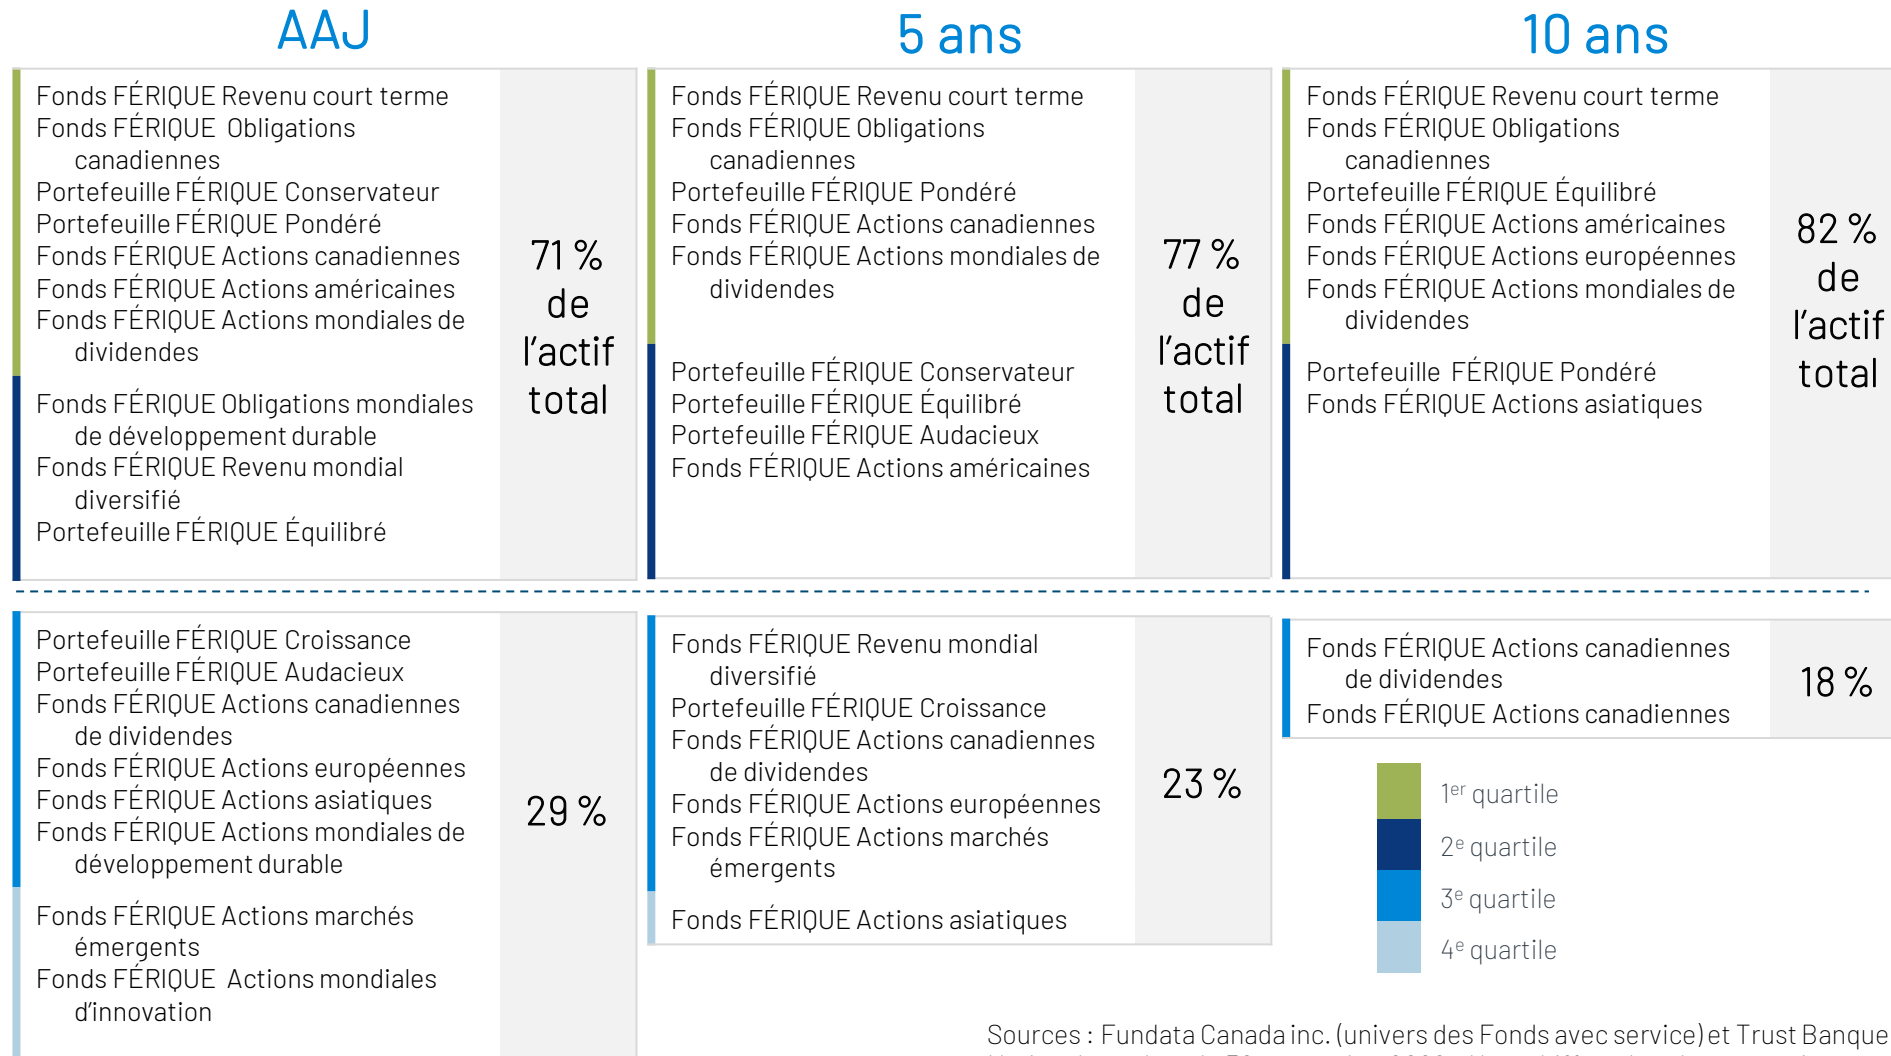 AAJ
Fonds FÉRIQUE Revenu court terme
Fonds FÉRIQUE Obligations
canadiennes
Portefeuille FÉRIQUE Conservateur
Portefeuille FÉRIQUE Pondéré
Fonds FÉRIQUE Actions canadiennes
Fonds FÉRIQUE Actions américaines
Fonds FÉRIQUE Actions mondiales de
dividendes
Fonds FÉRIQUE Obligations mondiales
de développement durable
Fonds FÉRIQUE Revenu mondial
diversifié
Portefeuille FÉRIQUE Équilibré
71 %
de
l'actif
total
Portefeuille FÉRIQUE Croissance
Portefeuille FÉRIQUE Audacieux
Fonds FÉRIQUE Actions canadiennes
de dividendes
Fonds FÉRIQUE Actions européennes
Fonds FÉRIQUE Actions asiatiques
Fonds FÉRIQUE Actions mondiales de
développement durable
Fonds FÉRIQUE Actions marchés
émergents
Fonds FÉRIQUE Actions mondiales
d'innovation
29 %
5 ans
Fonds FÉRIQUE Revenu court terme
Fonds FÉRIQUE Obligations
canadiennes
Portefeuille FÉRIQUE Pondéré
Fonds FÉRIQUE Actions canadiennes
Fonds FÉRIQUE Actions mondiales de
dividendes
Portefeuille FÉRIQUE Conservateur
Portefeuille FÉRIQUE Équilibré
Portefeuille FÉRIQUE Audacieux
Fonds FÉRIQUE Actions américaines
77 %
de
l'actif
total
Fonds FÉRIQUE Revenu mondial
diversifié
Portefeuille FÉRIQUE Croissance
Fonds FÉRIQUE Actions canadiennes
de dividendes
Fonds FÉRIQUE Actions européennes
Fonds FÉRIQUE Actions marchés
émergents
Fonds FÉRIQUE Actions asiatiques
23 %
10 ans
Fonds FÉRIQUE Revenu court terme
Fonds FÉRIQUE Obligations
canadiennes
Portefeuille FÉRIQUE Équilibré
Fonds FÉRIQUE Actions américaines
Fonds FÉRIQUE Actions européennes
Fonds FÉRIQUE Actions mondiales de
dividendes
Portefeuille FÉRIQUE Pondéré
Fonds FÉRIQUE Actions asiatiques
82 %
de
l'actif
total
Fonds FÉRIQUE Actions canadiennes
de dividendes
Fonds FÉRIQUE Actions canadiennes
18 %
1er quartile
2e quartile
3e quartile
4e quartile
Sources : Fundata Canada inc. (univers des Fonds avec service) et Trust Banque